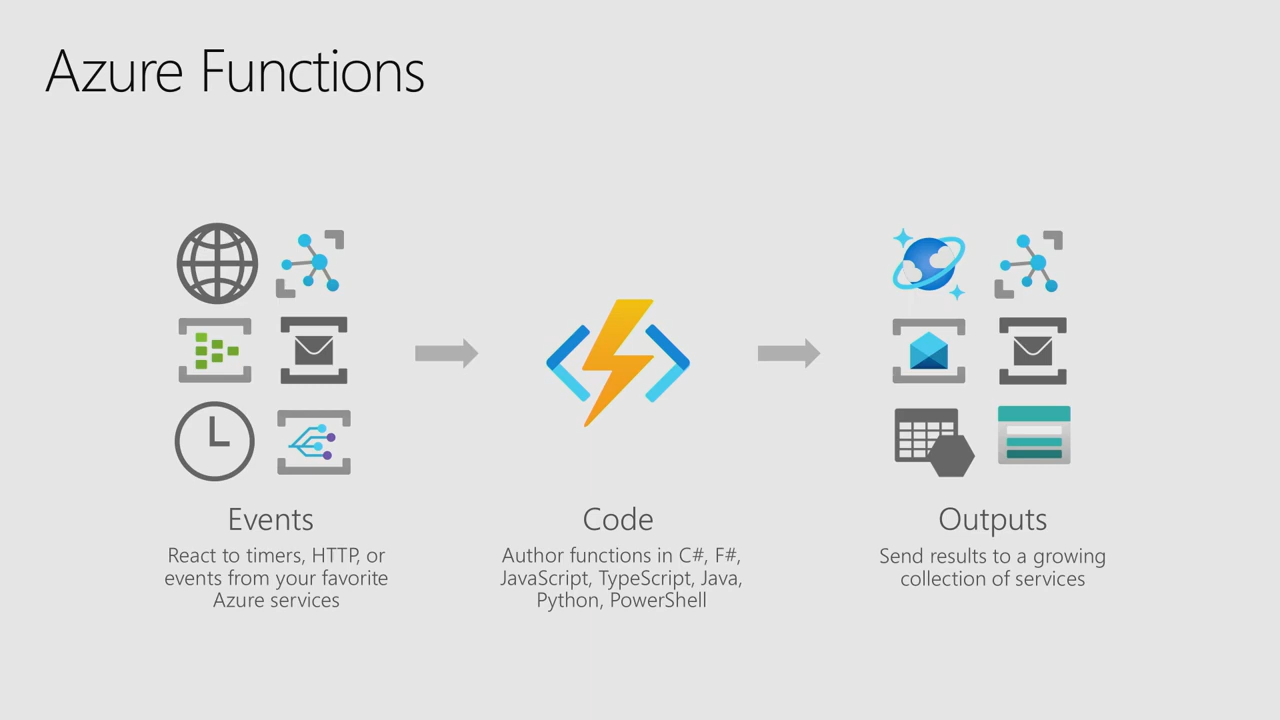 Azure Functions
Events
React to timers, HTTP, or
events from your favorite
Azure services
Code
Author functions in C#, F#,
JavaScript, TypeScript, Java,
Python, PowerShell
Outputs
Send results to a growing
collection of services